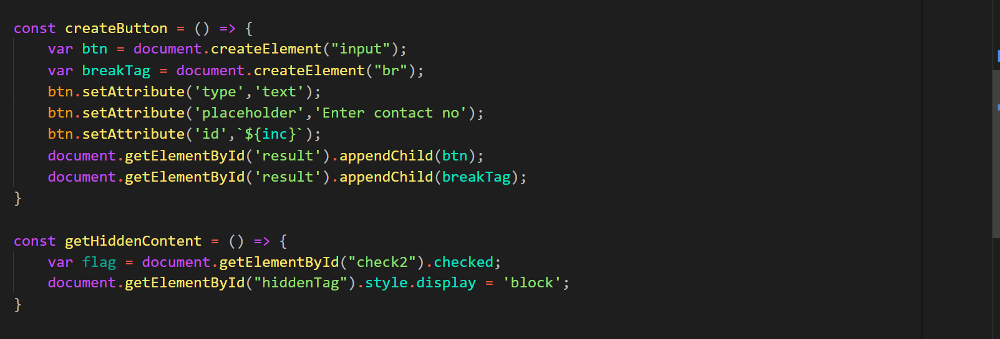 const createButton = () => {
    var btn = document.createElement("input");
    var breakTag = document.createElement("br");
    btn.setAttribute('type','text');
    btn.setAttribute('placeholder','Enter contact no');
    btn.setAttribute('id',`${inc}`);
    document.getElementById('result').appendChild(btn);
    document.getElementById('result').appendChild(breakTag);
}

const getHiddenContent = () => {
    var flag = document.getElementById("check2").checked;
    document.getElementById("hiddenTag").style.display = 'block';
}